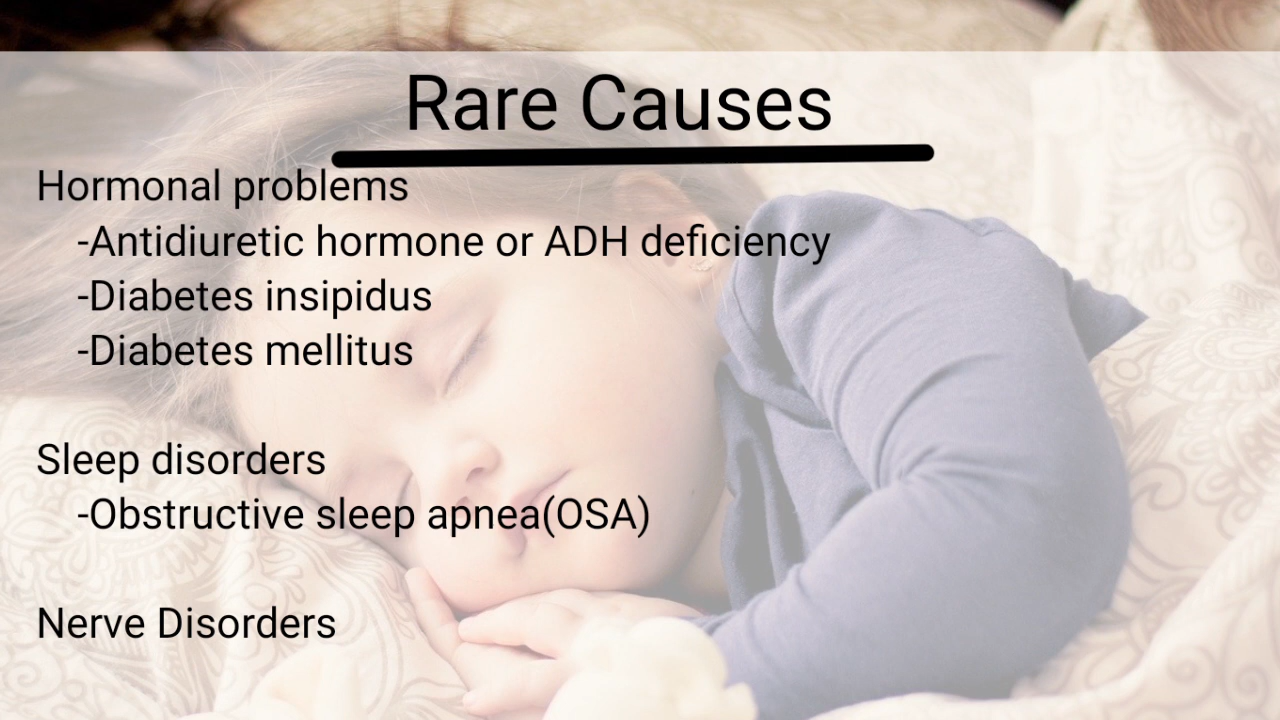 Rare Causes
Hormonal problems
-Antidiuretic hormone or ADH deficiency
-Diabetes insipidus
-Diabetes mellitus
Sleep disorders
-Obstructive sleep apnea(OSA)
Nerve Disorders